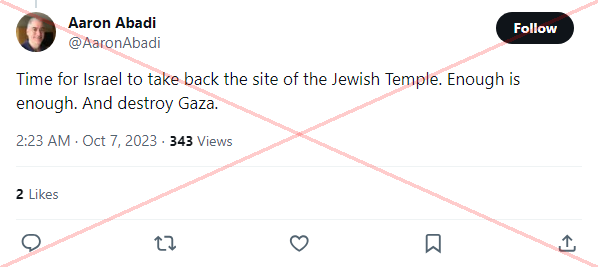 Aaron Abadi
Follow
@AaronAbadi
Time for Israel to take back the site of the Jewish Temple. Enough is
enough. And destroy Gaza.
2:23 AM · Oct 7, 2023 · 343 Views
2 Likes